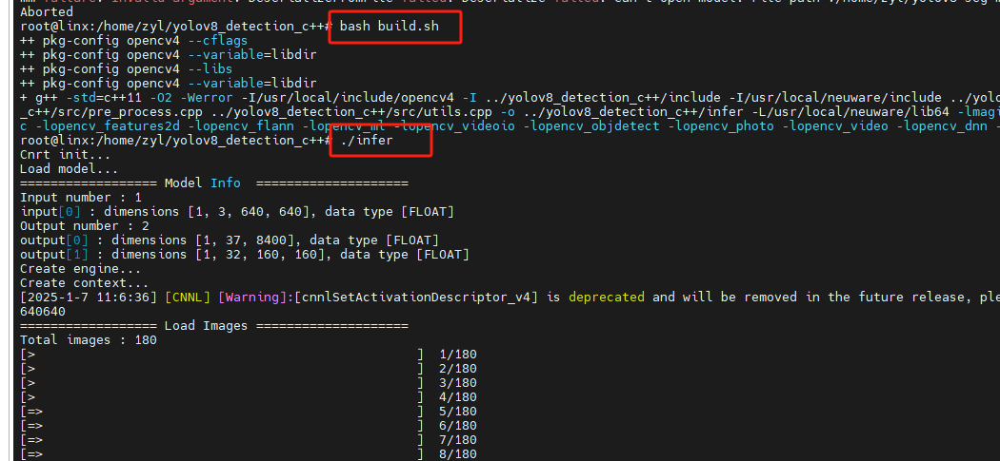 Aborted
root@linx:/home/zyl/yolov8_detection_c++# bash build.sh
++ pkg-config opencv4 --cflags
++ pkg-config opencv4 --variable=libdir
++ pkg-config opencv4 --libs
++ pkg-config opencv4 --variable=libdir
+ g++ -std=c++11 -O2 -Werror -I/usr/local/include/opencv4 -I ../yolov8_detection_c++/include -I/usr/local/neuware/include ../yolo
_c++/src/pre_process.cpp ../yolov8_detection_c++/src/utils.cpp -o ../yolov8_detection_c++/infer -L/usr/local/neuware/lib64 -lmagi
c -lopencv_features2d -lopencv_flann -lopencv_ml -lopencv_videoio -lopencv_objdetect -lopencv_photo -lopencv_video -lopencv_dnn -
root@linx:/home/zyl/yolov8_detection_c++# ./infer
Cnrt init...
Load model...
================== Model Info  ====================
Input number : 1
input[0] : dimensions [1, 3, 640, 640], data type [FLOAT]
Output number : 2
output[0] : dimensions [1, 37, 8400], data type [FLOAT]
output[1] : dimensions [1, 32, 160, 160], data type [FLOAT]
Create engine...
Create context...
[2025-1-7 11:6:36] [CNNL] [Warning]:[cnnlSetActivationDescriptor_v4] is deprecated and will be removed in the future release, ple
640640
================== Load Images ====================
Total images : 180
[> ] 1/180
[> ] 2/180
[> ] 3/180
[> ] 4/180
[=> ] 5/180
[=> ] 6/180
[=> ] 7/180
[=> ] 8/180